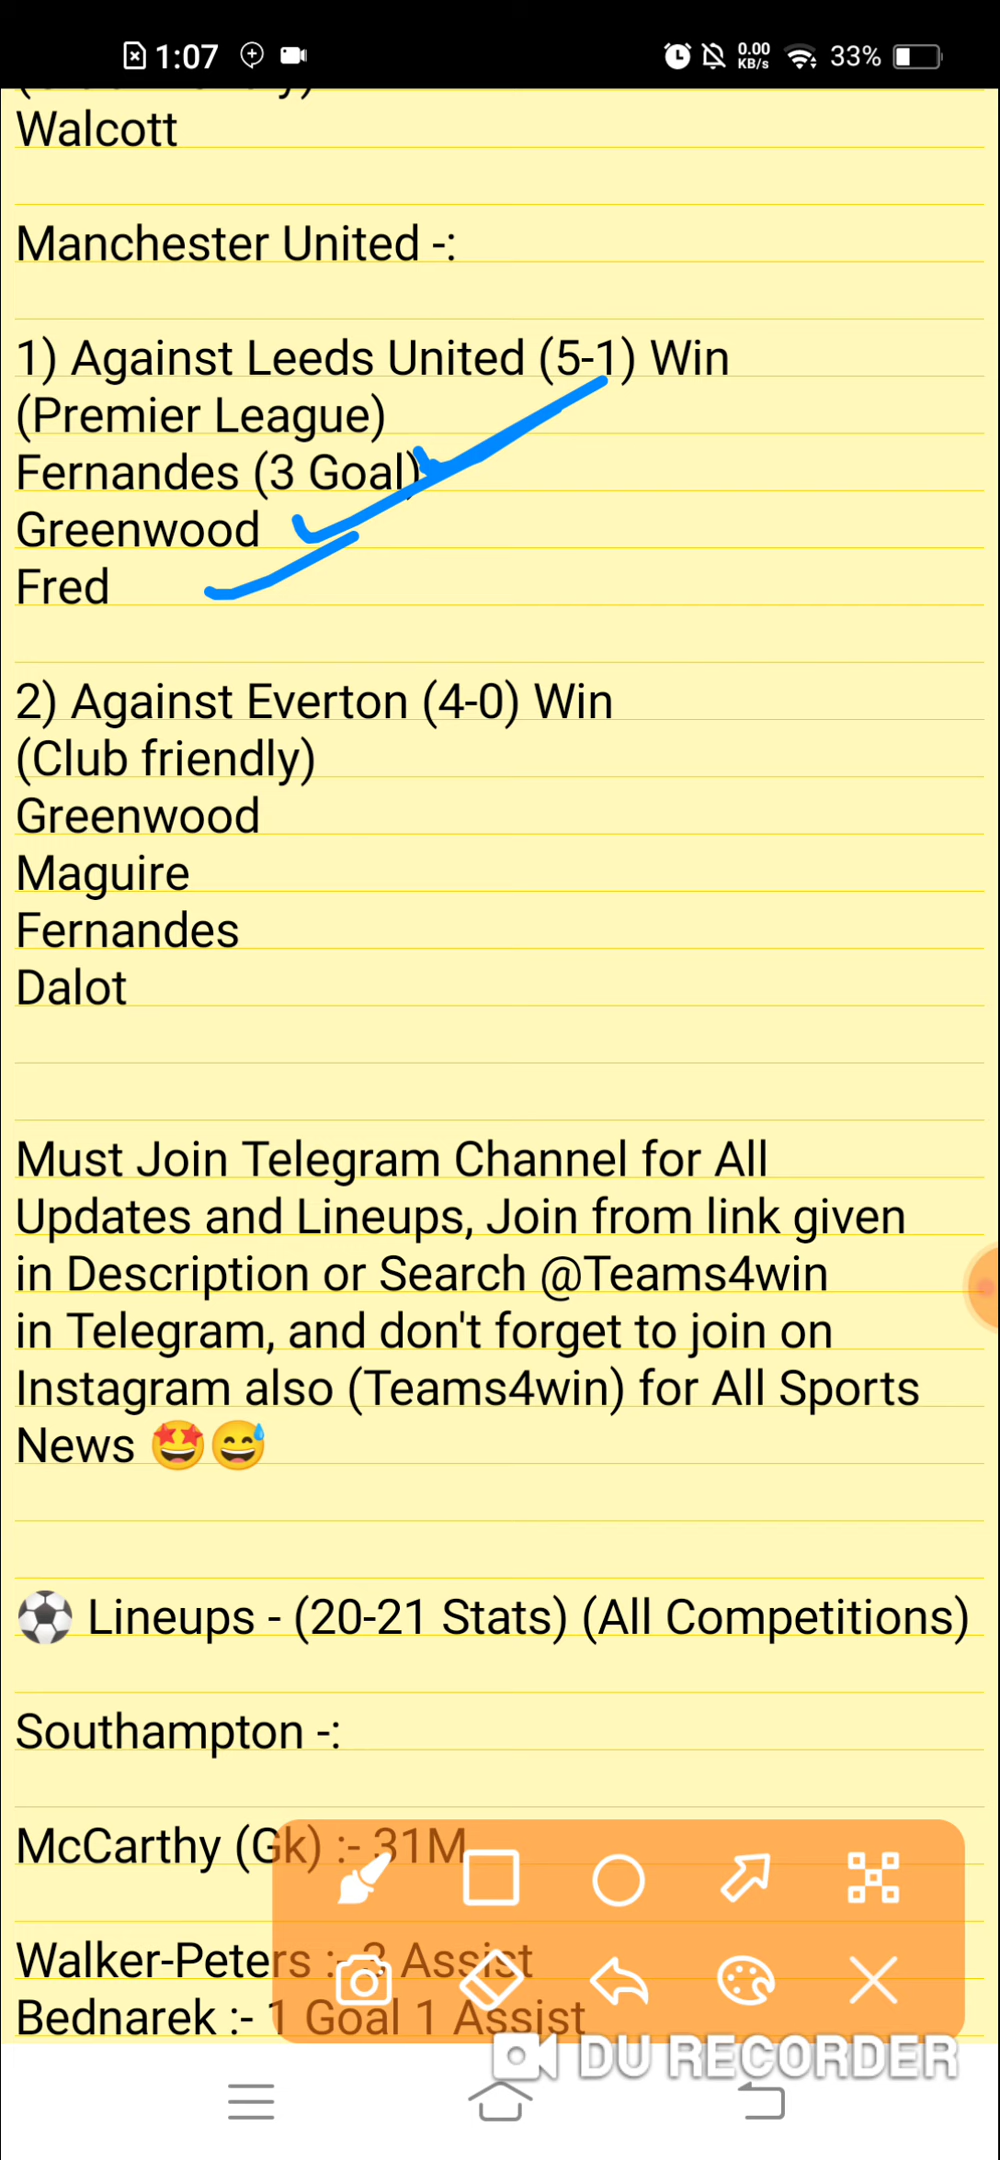 1:07
0.00
KB/s
33%
Walcott
Manchester United -:
1) Against Leeds United (5-1) Win
(Premier League)
Fernandes (3 Goal)
Greenwood
Fred
2) Against Everton (4-0) Win
(Club friendly)
Greenwood
Maguire
Fernandes
Dalot
Must Join Telegram Channel for All
Updates and Lineups, Join from link given
in Description or Search @Teams4win
in Telegram, and don't forget to join on
Instagram also (Teams4win) for All Sports
News 🤩😅
⚽ Lineups - (20-21 Stats) (All Competitions)
Southampton -:
McCarthy (Gk) :- 31M
Walker-Peters :- 3 Assist
Bednarek :- 1 Goal 1 Assist
DU RECORDER